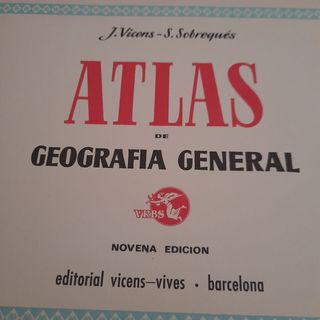 J. Vicens - S. Sobrequés
ATLAS
DE
GEOGRAFIA GENERAL
VRBS
NOVENA EDICION
editorial vicens-vives · barcelona